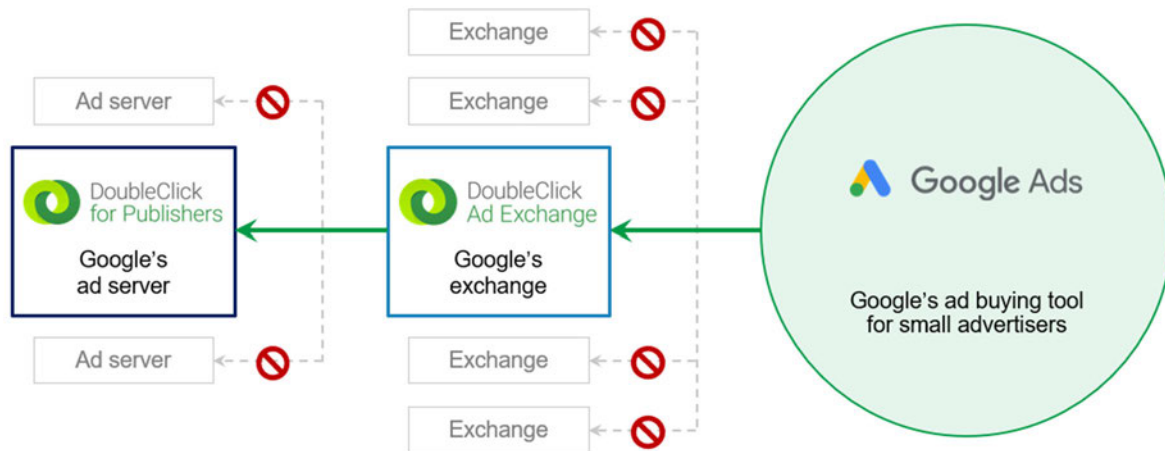 Exchange
Exchange
Ad server
DoubleClick
for Publishers
Google's
ad server
DoubleClick
Ad Exchange
Google's
exchange
Google Ads
Google's ad buying tool
for small advertisers
Ad server
Exchange
Exchange